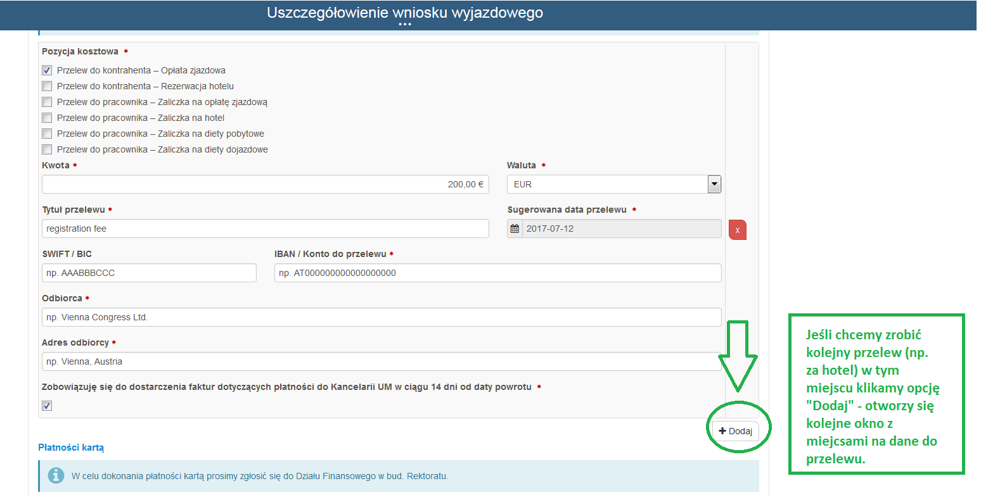 Uszczegółowienie wniosku wyjazdowego
...
Pozycja kosztowa *
Przelew do kontrahenta – Opłata zjazdowa
Przelew do kontrahenta – Rezerwacja hotelu
Przelew do pracownika – Zaliczka na opłatę zjazdową
Przelew do pracownika – Zaliczka na hotel
Przelew do pracownika – Zaliczka na diety pobytowe
Przelew do pracownika – Zaliczka na diety dojazdowe
Kwota * Waluta *
200,00 € EUR
Tytuł przelewu * Sugerowana data przelewu *
registration fee 2017-07-12 x
SWIFT / BIC IBAN / Konto do przelewu *
np. AAABBBCCC np. AT000000000000000000
Odbiorca *
np. Vienna Congress Ltd.
Adres odbiorcy *
np. Vienna, Austria
Zobowiązuję się do dostarczenia faktur dotyczących płatności do Kancelarii UM w ciągu 14 dni od daty powrotu *
+ Dodaj
Płatności kartą
W celu dokonania płatności kartą prosimy zgłosić się do Działu Finansowego w bud. Rektoratu.
Jeśli chcemy zrobić
kolejny przelew (np.
za hotel) w tym
miejscu klikamy opcję
"Dodaj" - otworzy się
kolejne okno z
miejcsami na dane do
przelewu.